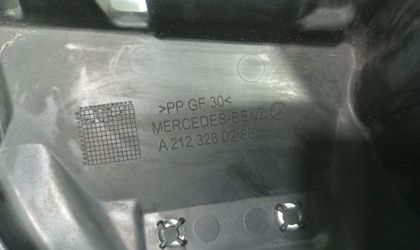 >PP GF 30<
MERCEDES-BENZ
A 212 328 02 88